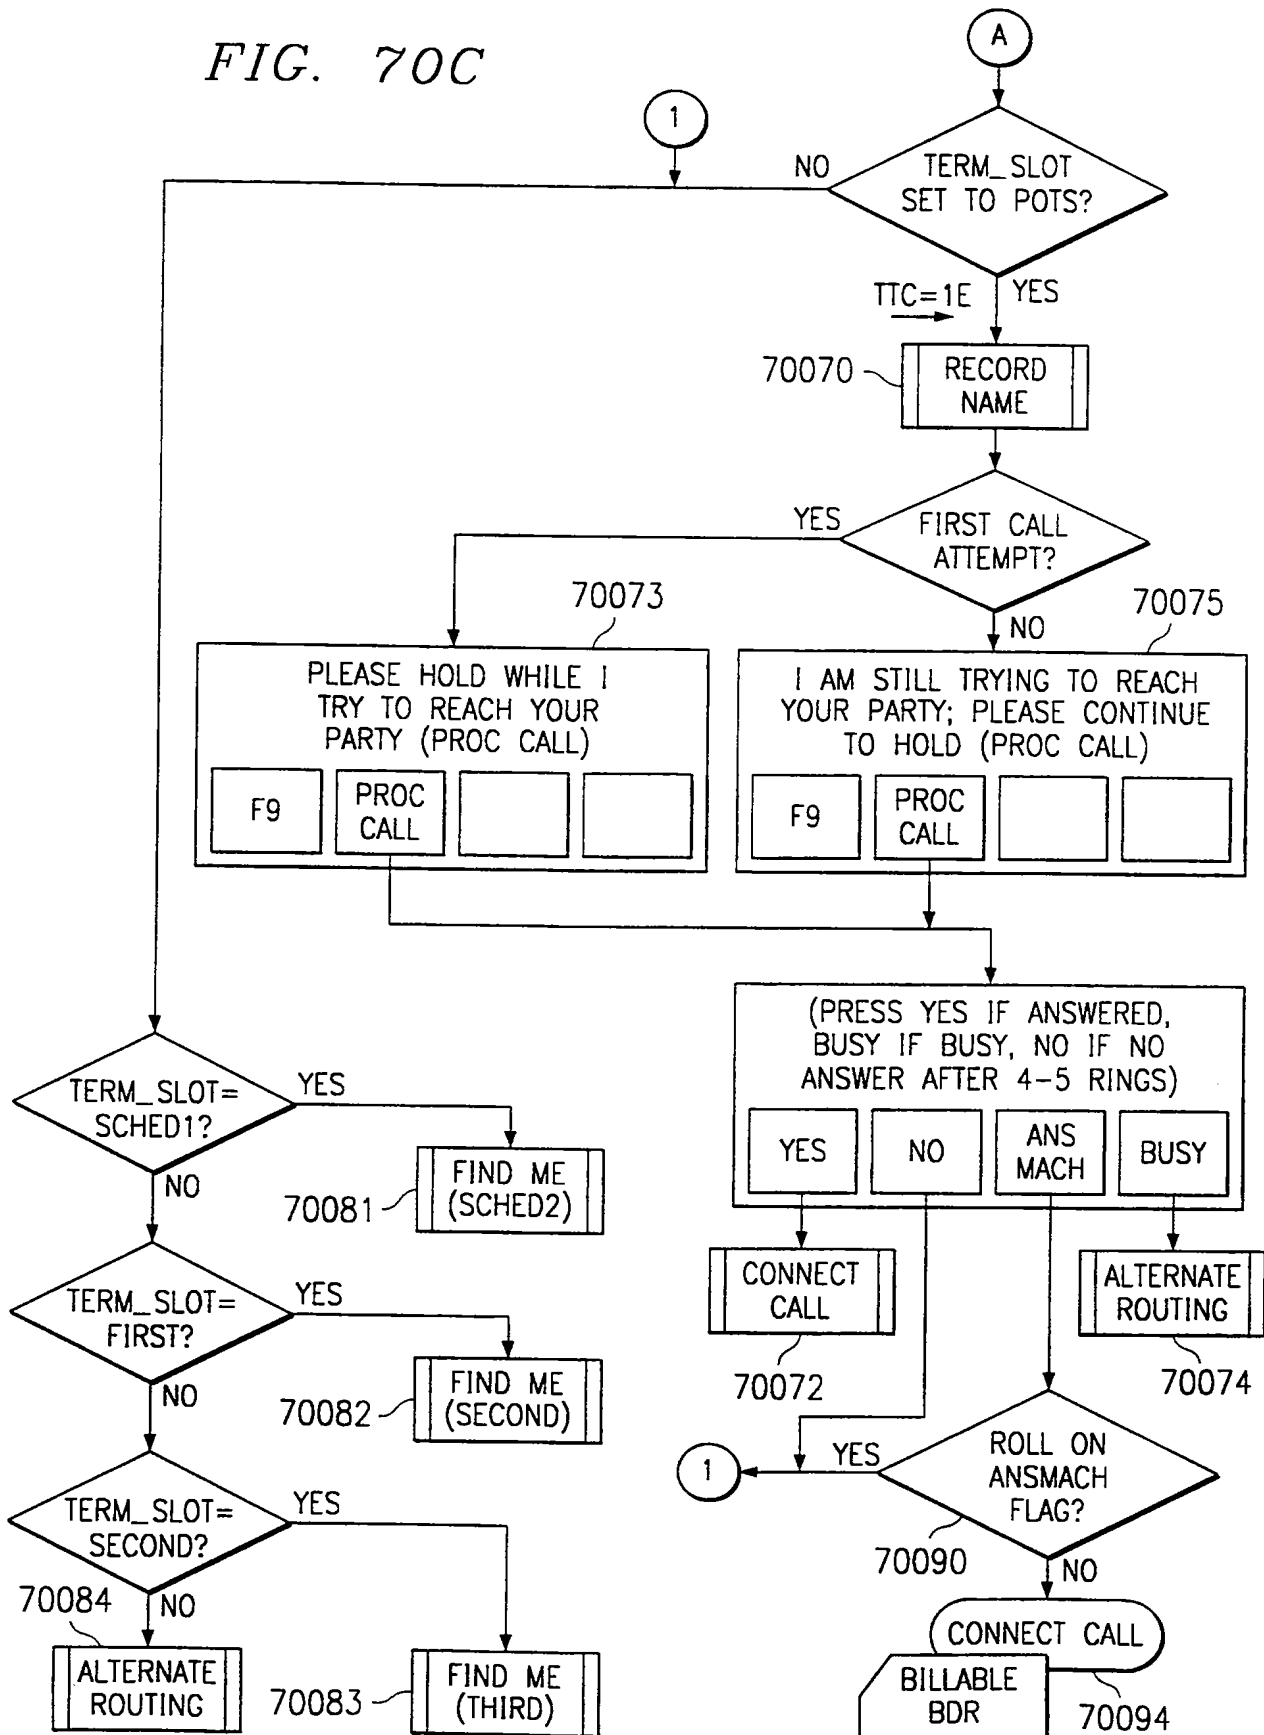 FIG. 70C
A
1
NO
TERM_SLOT
SET TO POTS?
TTC=1E
YES
70070
RECORD
NAME
YES
FIRST CALL
ATTEMPT?
70073
NO
70075
PLEASE HOLD WHILE I
TRY TO REACH YOUR
PARTY (PROC CALL)
F9
PROC
CALL
I AM STILL TRYING TO REACH
YOUR PARTY; PLEASE CONTINUE
TO HOLD (PROC CALL)
F9
PROC
CALL
(PRESS YES IF ANSWERED,
BUSY IF BUSY, NO IF NO
ANSWER AFTER 4-5 RINGS)
YES
NO
ANS
MACH
BUSY
CONNECT
CALL
70072
ALTERNATE
ROUTING
70074
1
YES
ROLL ON
ANSMACH
FLAG?
70090
NO
CONNECT CALL
70094
BILLABLE
BDR
TERM_SLOT=
SCHED1?
YES
NO
70081
FIND ME
(SCHED2)
TERM_SLOT=
FIRST?
YES
NO
70082
FIND ME
(SECOND)
TERM_SLOT=
SECOND?
YES
NO
70084
ALTERNATE
ROUTING
70083
FIND ME
(THIRD)